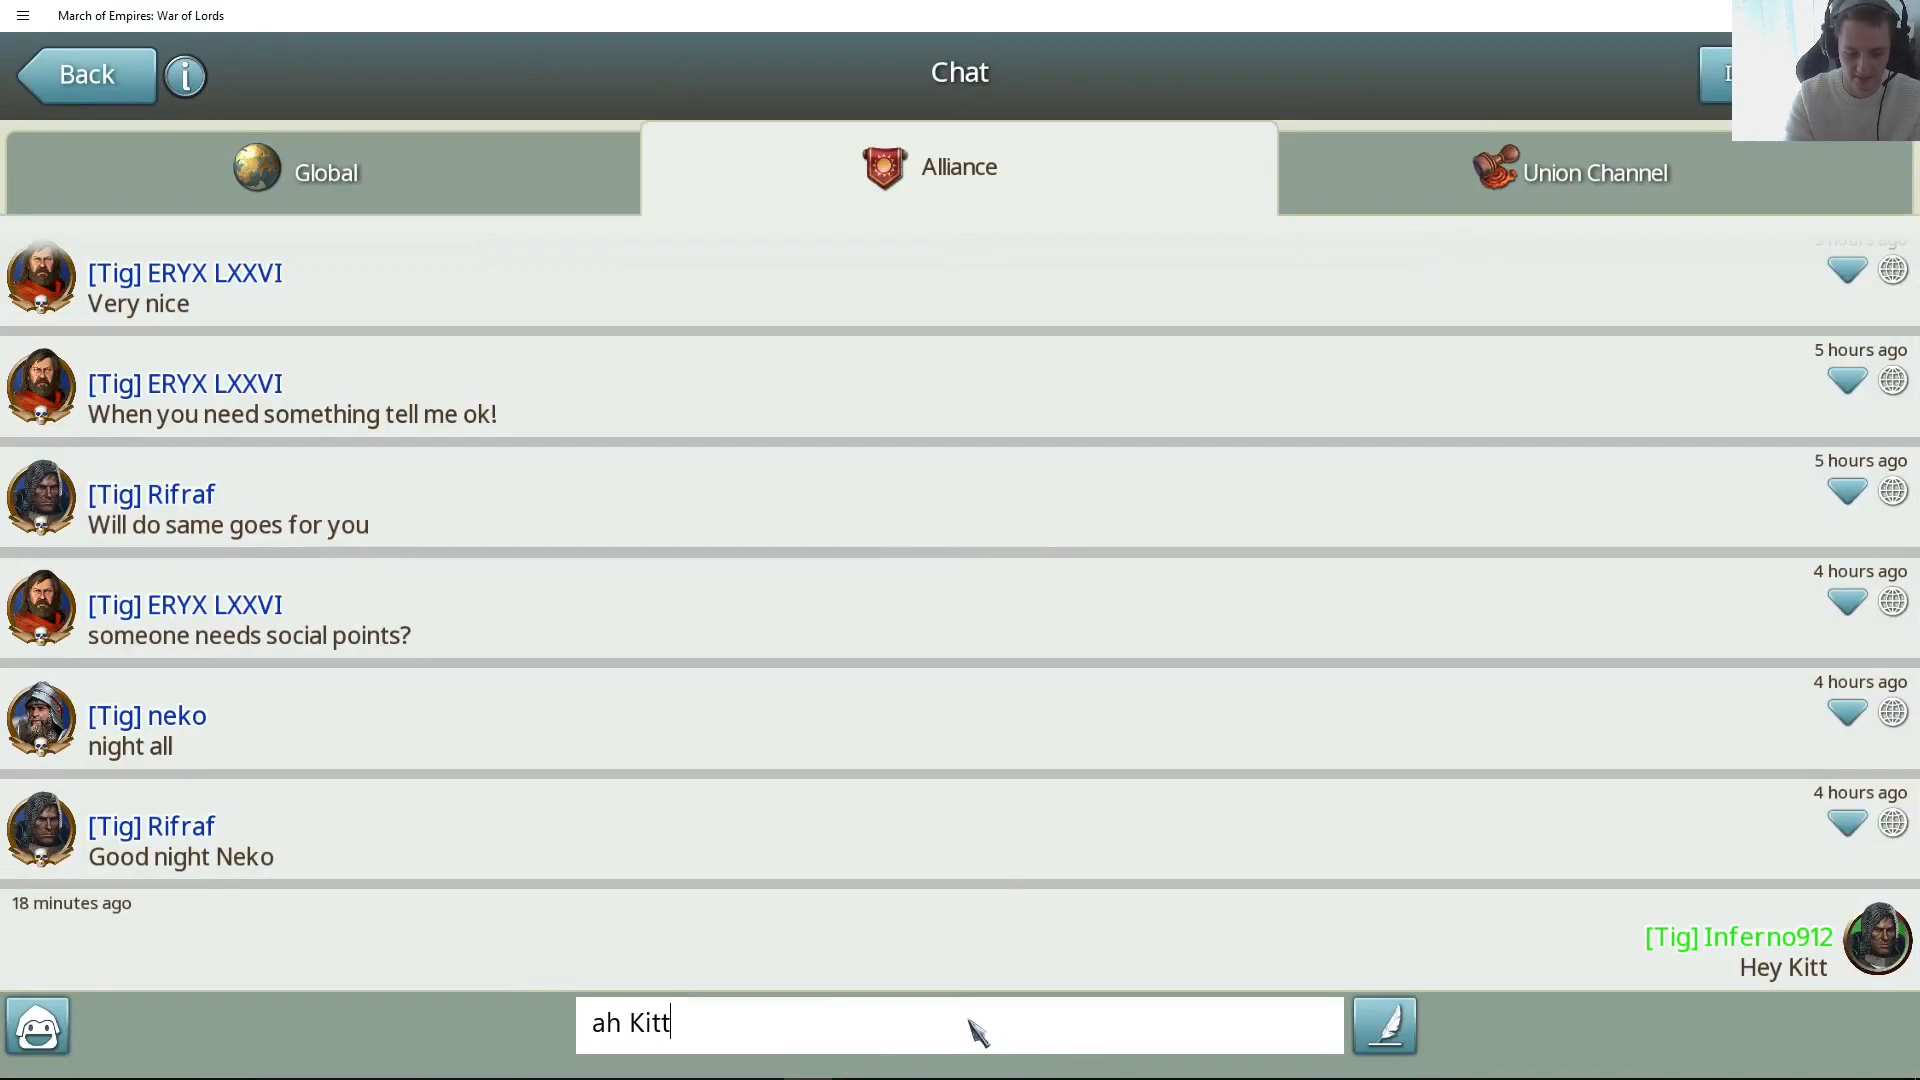 March of Empires: War of Lords
Back
Chat
Global
Alliance
Union Channel
5 hours ago
[Tig] ERYX LXXVI
Very nice
5 hours ago
[Tig] ERYX LXXVI
When you need something tell me ok!
5 hours ago
[Tig] Rifraf
Will do same goes for you
4 hours ago
[Tig] ERYX LXXVI
someone needs social points?
4 hours ago
[Tig] neko
night all
4 hours ago
[Tig] Rifraf
Good night Neko
18 minutes ago
[Tig] Inferno912
Hey Kitt
ah Kitt